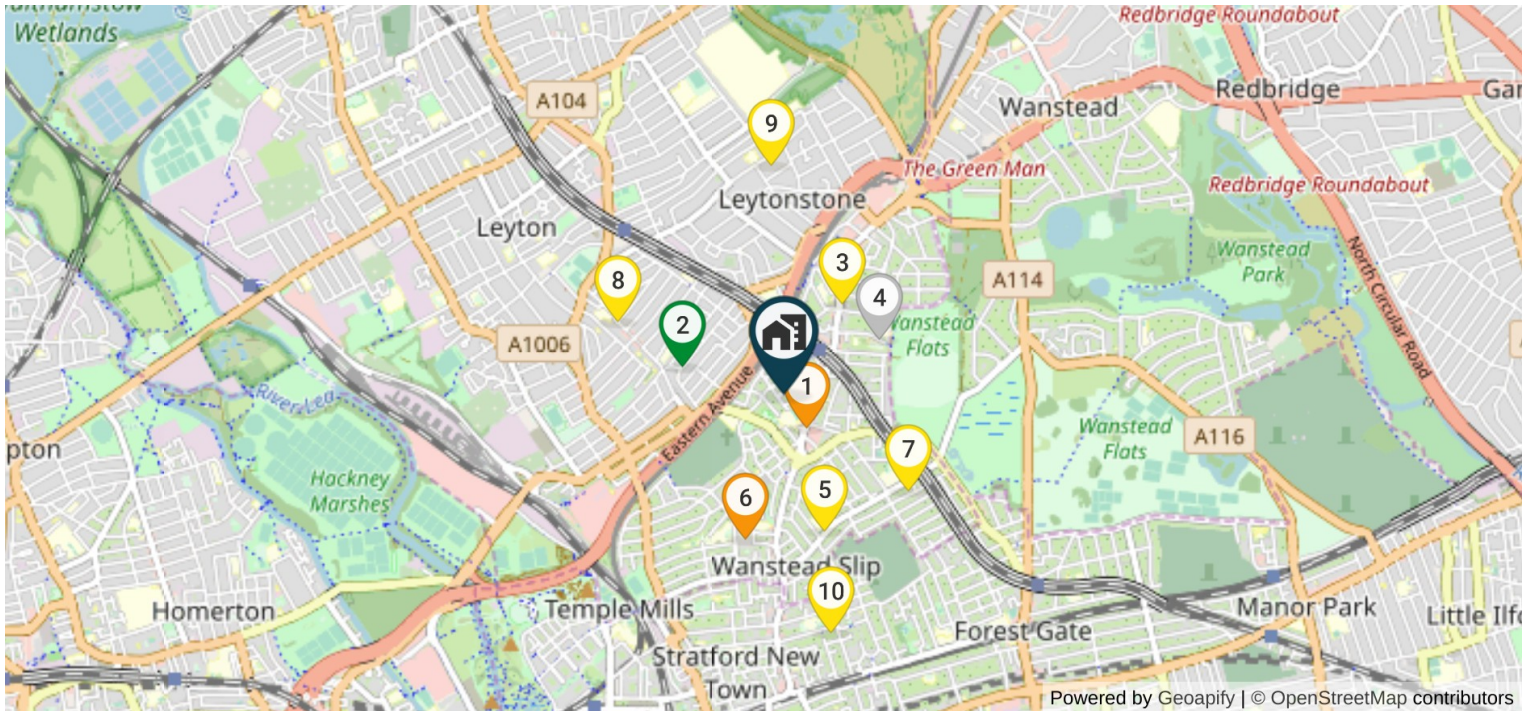 Redbridge Roundabout
Wetlands
A104
Wanstead
Redbridge
9
The Green Man
Redbridge Roundabout
Leytonstone
Leyton
3
Wanstead
Park
8
4
A114
2
Wanstead
Flats
A1006
North Circular Road
1
River Lea
Eastern Avenue
Wanstead
Flats
A116
7
Hackney
Marshes
5
6
Wanstead Slip
10
Homerton
Temple Mills
Manor Park
Forest Gate
Stratford New
Town
Powered by Geoapify | © OpenStreetMap contributors